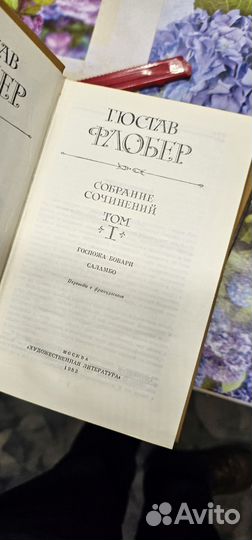 ГЮСТАВ
ФЛОБЕР
СОБРАНИЕ
СОЧИНЕНИЙ
ТОМ
I
ГОСПОЖА БОВАРИ
САЛАМБО
Перевод с французского
МОСКВА
«ХУДОЖЕСТВЕННАЯ ЛИТЕРАТУРА»
1983
Avito